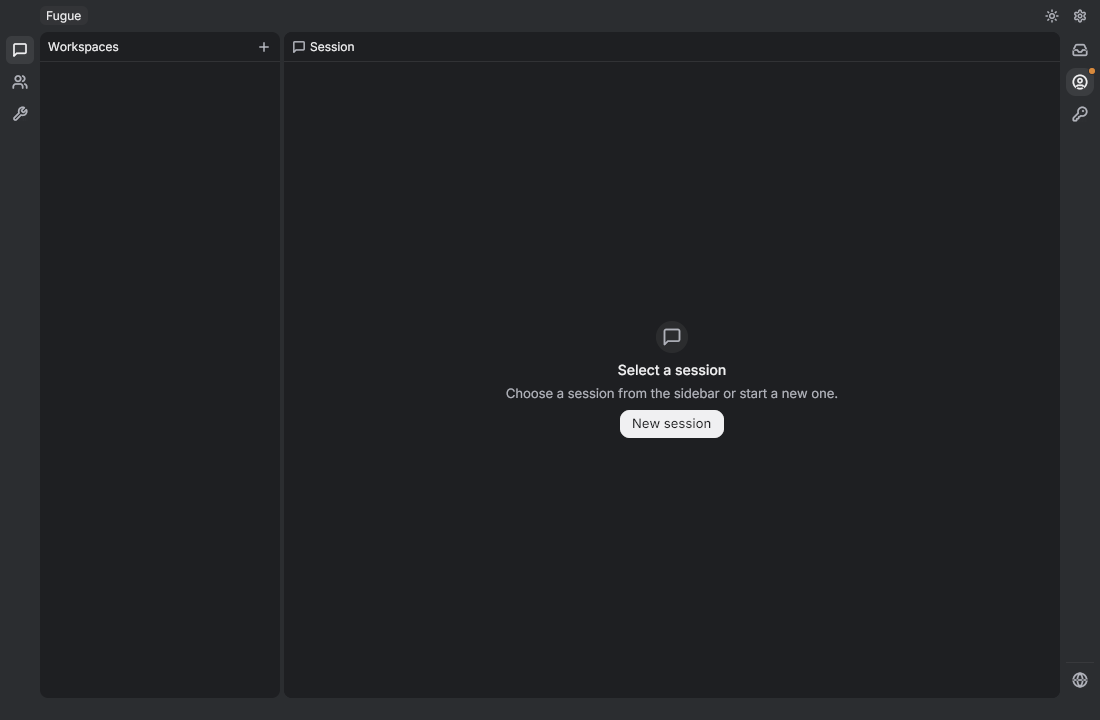 Fugue
Workspaces
Session
Select a session
Choose a session from the sidebar or start a new one.
New session